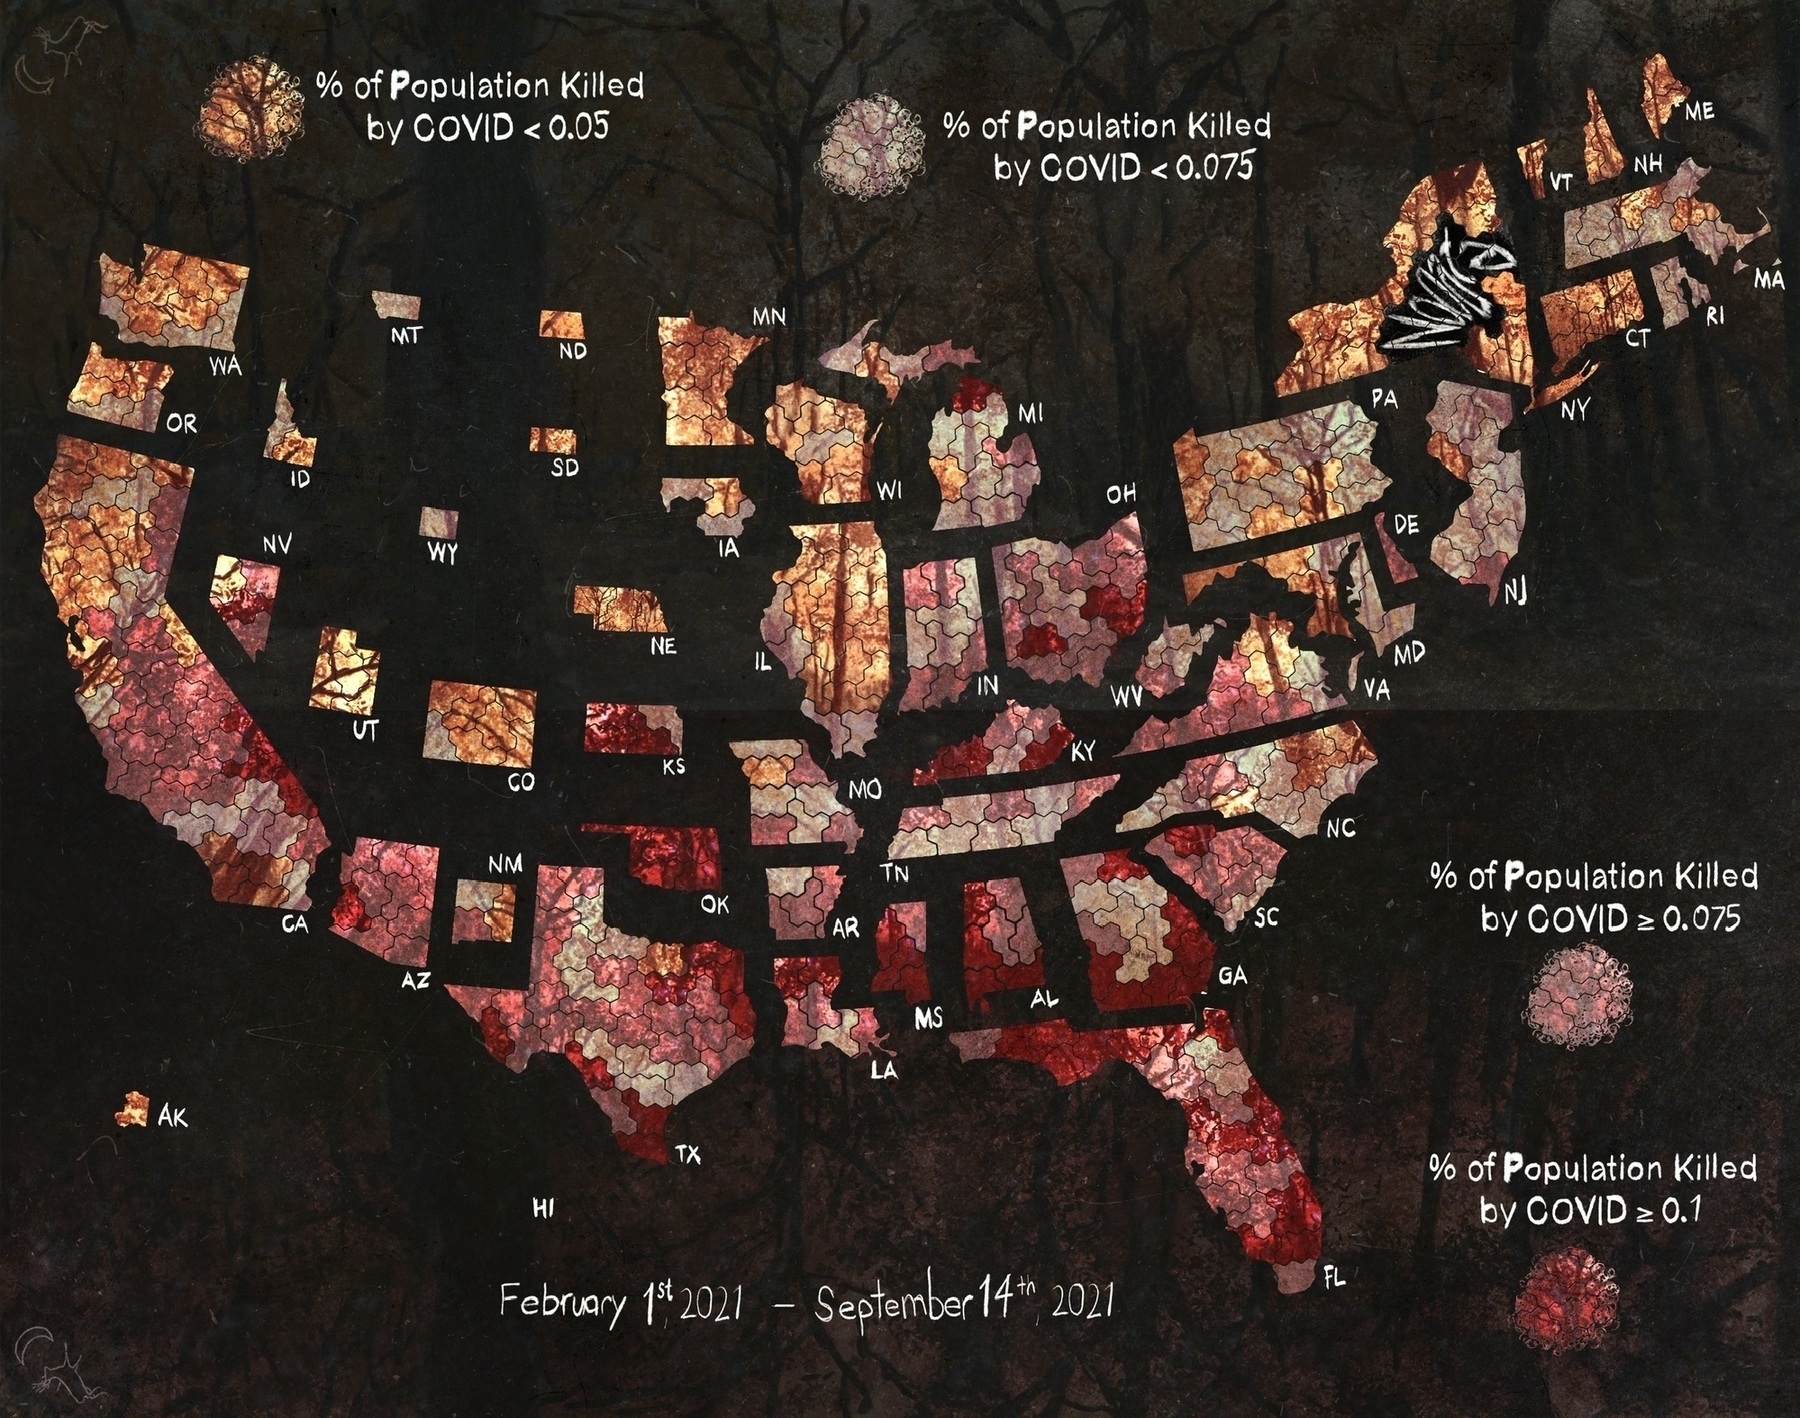 % of Population Killed
by COVID < 0.05
% of Population Killed
by COVID < 0.075
ME
NH
VT
MA
RI
CT
NY
WA
MT
ND
MN
OR
ID
SD
WI
MI
PA
OH
DE
NJ
NV
WY
IA
NE
IL
IN
WV
MD
VA
UT
CO
KS
MO
KY
NC
CA
AZ
NM
OK
AR
TN
SC
GA
% of Population Killed
by COVID ≥ 0.075
AL
MS
LA
AK
TX
HI
% of Population Killed
by COVID ≥ 0.1
FL
February 1st, 2021 – September 14th, 2021